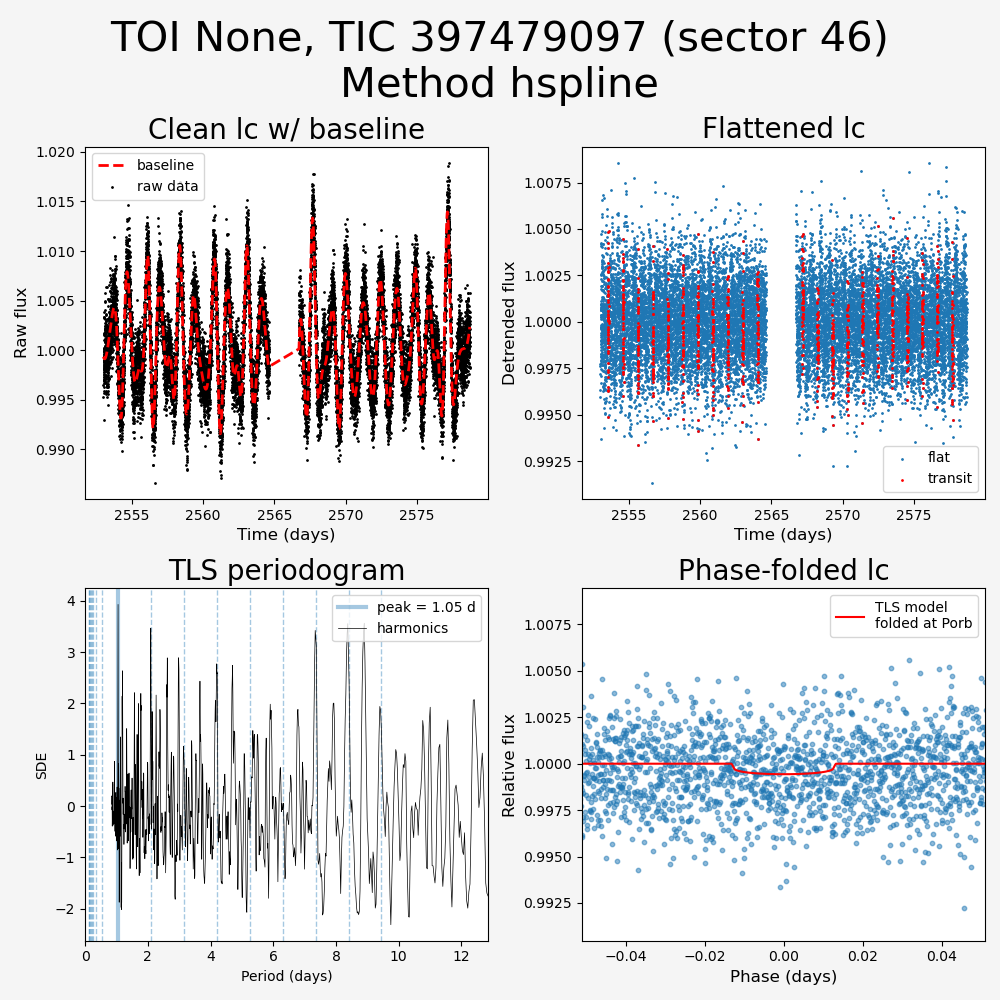 TOI None, TIC 397479097 (sector 46)
Method hspline
Clean lc w/ baseline
1.020
1.015
1.010
1.005
1.000
0.995
0.990
Raw flux
baseline
raw data
2555
2560
2565
2570
2575
Time (days)
Flattened lc
1.0075
1.0050
1.0025
1.0000
0.9975
0.9950
0.9925
Detrended flux
flat
transit
2555
2560
2565
2570
2575
Time (days)
TLS periodogram
4
3
2
1
0
−1
−2
SDE
peak = 1.05 d
harmonics
0
2
4
6
8
10
12
Period (days)
Phase-folded lc
1.0075
1.0050
1.0025
1.0000
0.9975
0.9950
0.9925
Relative flux
TLS model
folded at Porb
−0.04
−0.02
0.00
0.02
0.04
Phase (days)